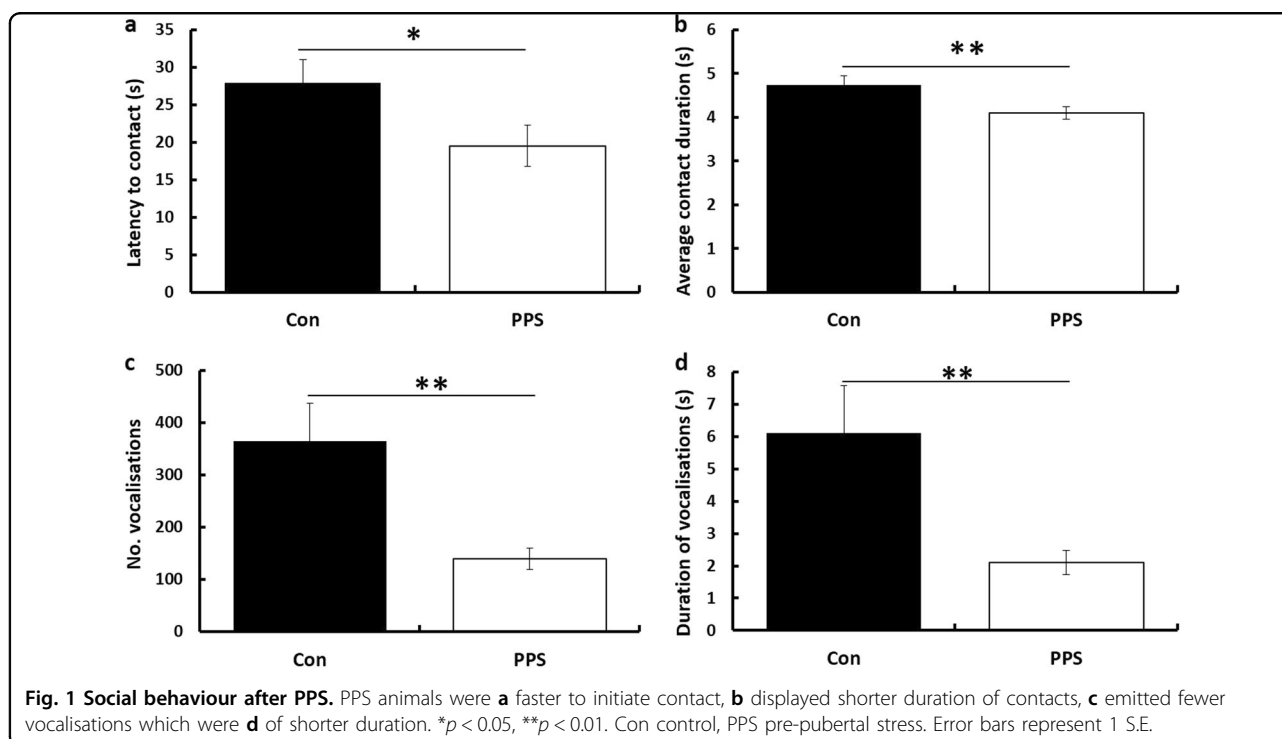 a
b
35
30
25
20
15
10
5
0
Latency to contact (s)
*
Con
PPS
6
5
4
3
2
1
0
Average contact duration (s)
**
Con
PPS
c
d
500
400
300
200
100
0
No. vocalisations
**
Con
PPS
8
7
6
5
4
3
2
1
0
Duration of vocalisations (s)
**
Con
PPS
Fig. 1 Social behaviour after PPS. PPS animals were a faster to initiate contact, b displayed shorter duration of contacts, c emitted fewer
vocalisations which were d of shorter duration. *p < 0.05, **p < 0.01. Con control, PPS pre-pubertal stress. Error bars represent 1 S.E.